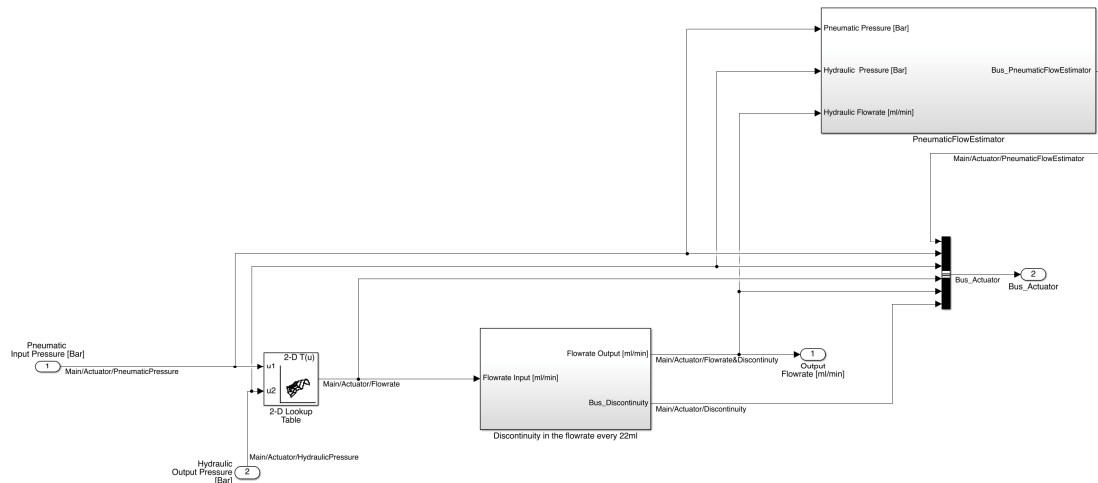 Pneumatic Pressure [Bar]
Hydraulic  Pressure [Bar]
Bus_PneumaticFlowEstimator
Hydraulic Flowrate [ml/min]
PneumaticFlowEstimator
Main/Actuator/PneumaticFlowEstimator
Bus_Actuator
2
Bus_Actuator
Pneumatic
Input Pressure [Bar]
1
Main/Actuator/PneumaticPressure
2-D T(u)
u1
u2
2-D Lookup
Table
Main/Actuator/Flowrate
Flowrate Input [ml/min]
Flowrate Output [ml/min]
Bus_Discontinuity
Discontinuity in the flowrate every 22ml
Main/Actuator/Flowrate&Discontinuty
1
Output
Flowrate [ml/min]
Main/Actuator/Discontinuity
Main/Actuator/HydraulicPressure
Hydraulic
Output Pressure
[Bar]
2